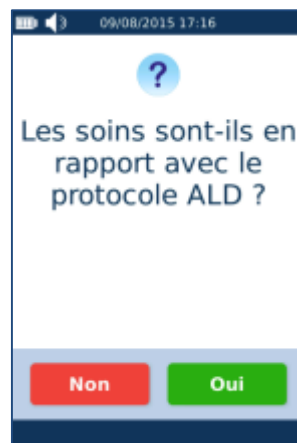 09/08/2015 17:16
?
Les soins sont-ils en
rapport avec le
protocole ALD ?
Non
Oui